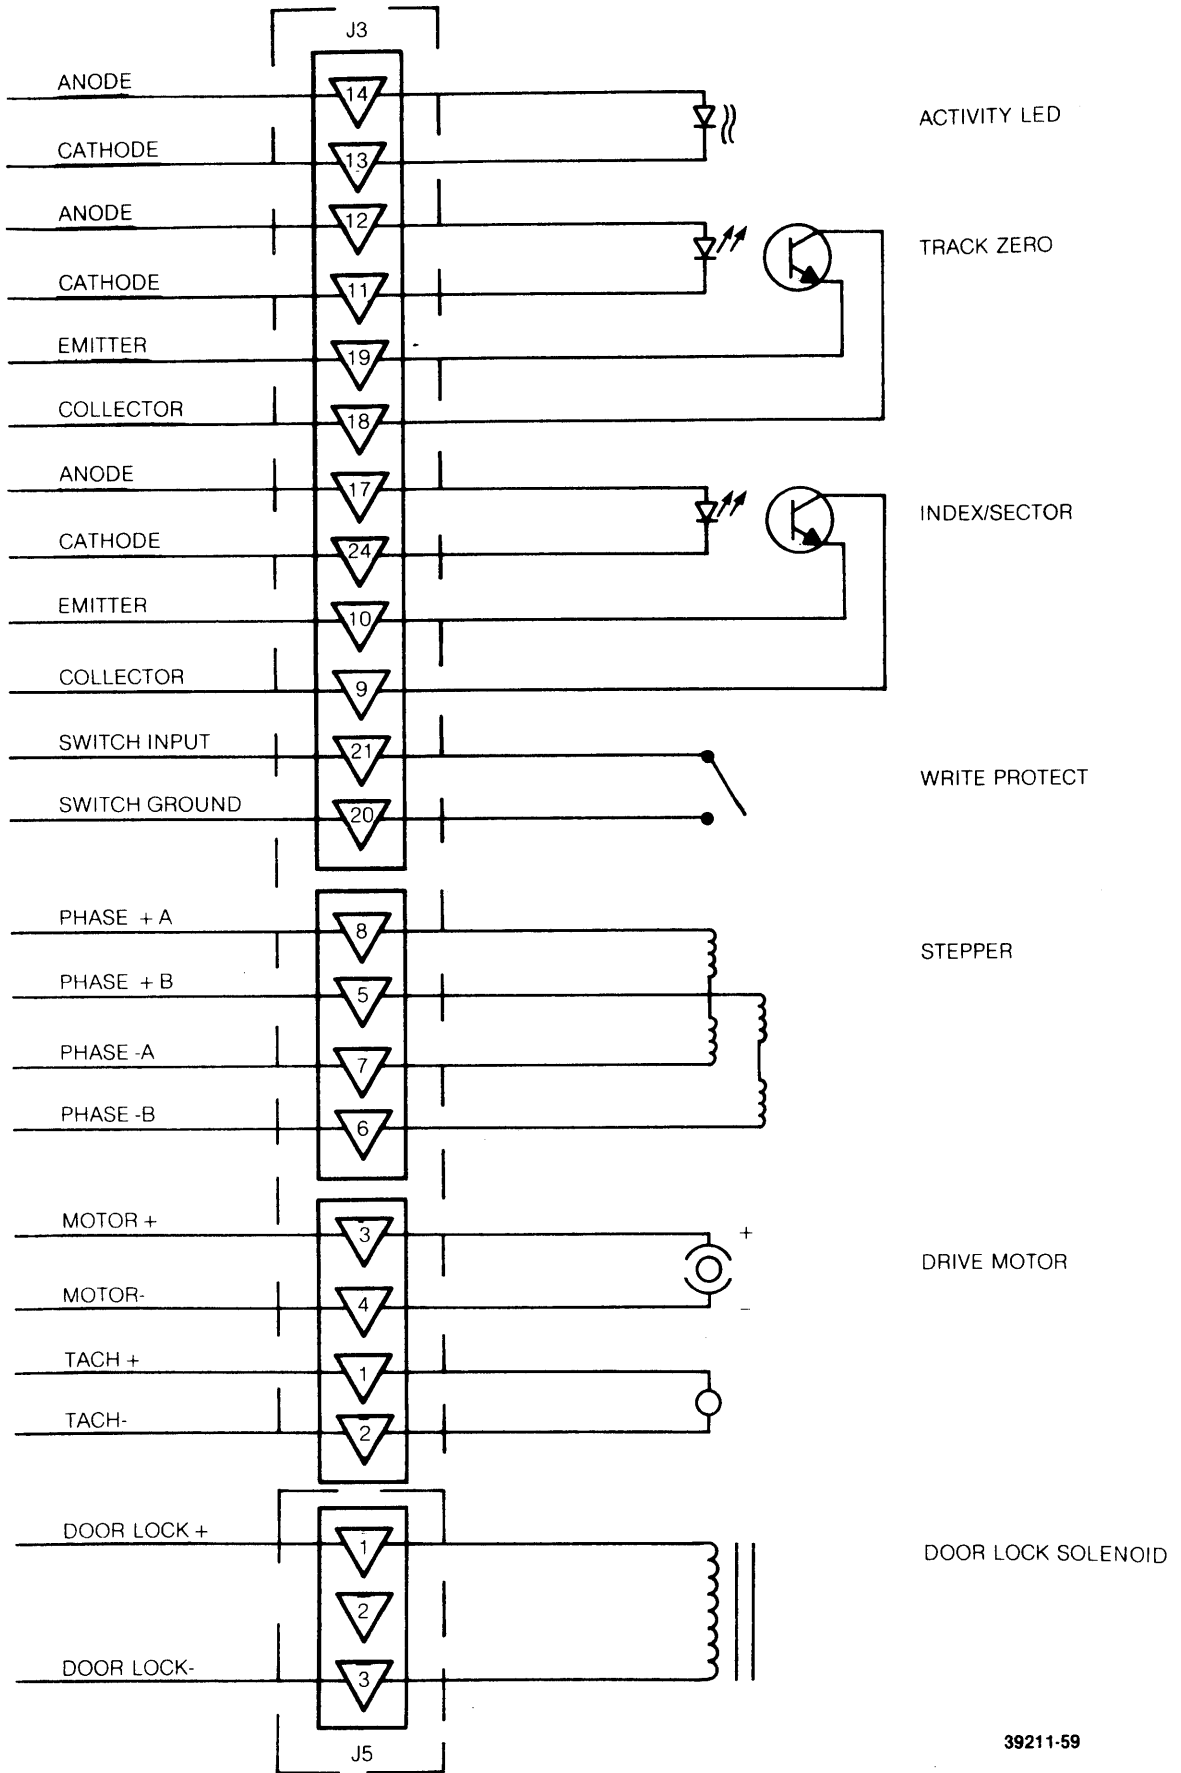 J3
ANODE
14
ACTIVITY LED
CATHODE
13
ANODE
12
TRACK ZERO
CATHODE
11
EMITTER
19
COLLECTOR
18
ANODE
17
INDEX/SECTOR
CATHODE
24
EMITTER
10
COLLECTOR
9
SWITCH INPUT
21
WRITE PROTECT
SWITCH GROUND
20
PHASE + A
8
STEPPER
PHASE + B
5
PHASE -A
7
PHASE -B
6
MOTOR +
3
+
DRIVE MOTOR
MOTOR-
4
–
TACH +
1
TACH-
2
DOOR LOCK +
1
DOOR LOCK SOLENOID
2
DOOR LOCK-
3
39211-59
J5